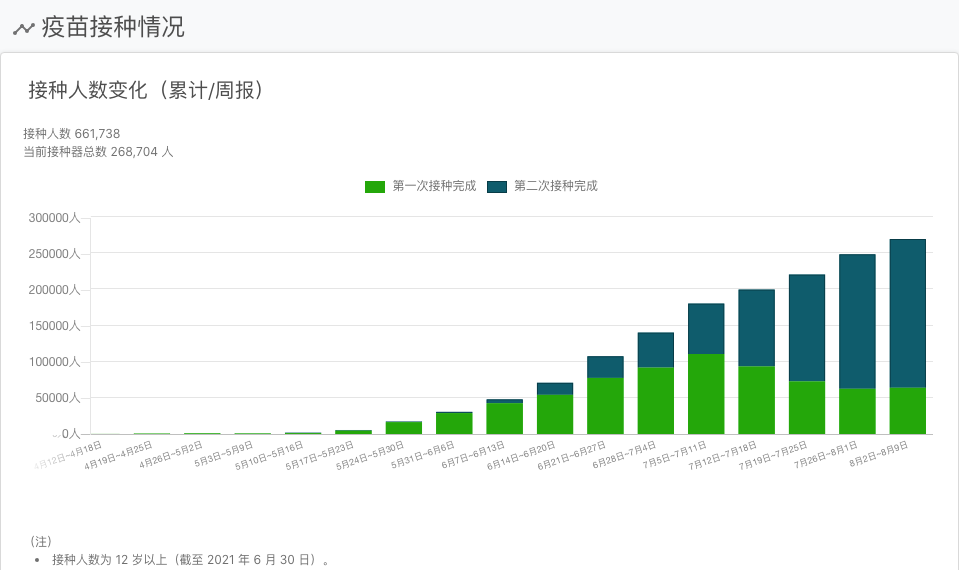 疫苗接种情况
接种人数变化（累计/周报）
接种人数 661,738
当前接种器总数 268,704 人
第一次接种完成 第二次接种完成
300000人
250000人
200000人
150000人
100000人
50000人
0人
4月12日~4月18日
4月19日~4月25日
4月26日~5月2日
5月3日~5月9日
5月10日~5月16日
5月17日~5月23日
5月24日~5月30日
5月31日~6月6日
6月7日~6月13日
6月14日~6月20日
6月21日~6月27日
6月28日~7月4日
7月5日~7月11日
7月12日~7月18日
7月19日~7月25日
7月26日~8月1日
8月2日~8月9日
（注）
• 接种人数为 12 岁以上（截至 2021 年 6 月 30 日）。